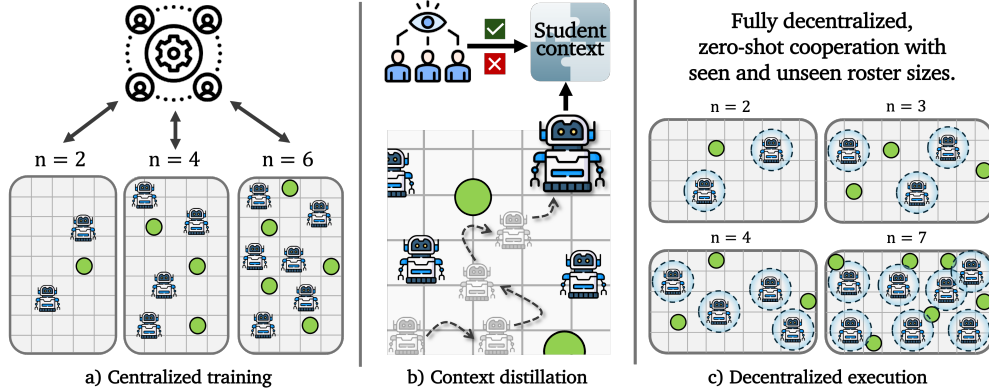 n = 2
n = 4
n = 6
a) Centralized training
Student
context
b) Context distillation
Fully decentralized,
zero-shot cooperation with
seen and unseen roster sizes.
n = 2
n = 3
n = 4
n = 7
c) Decentralized execution